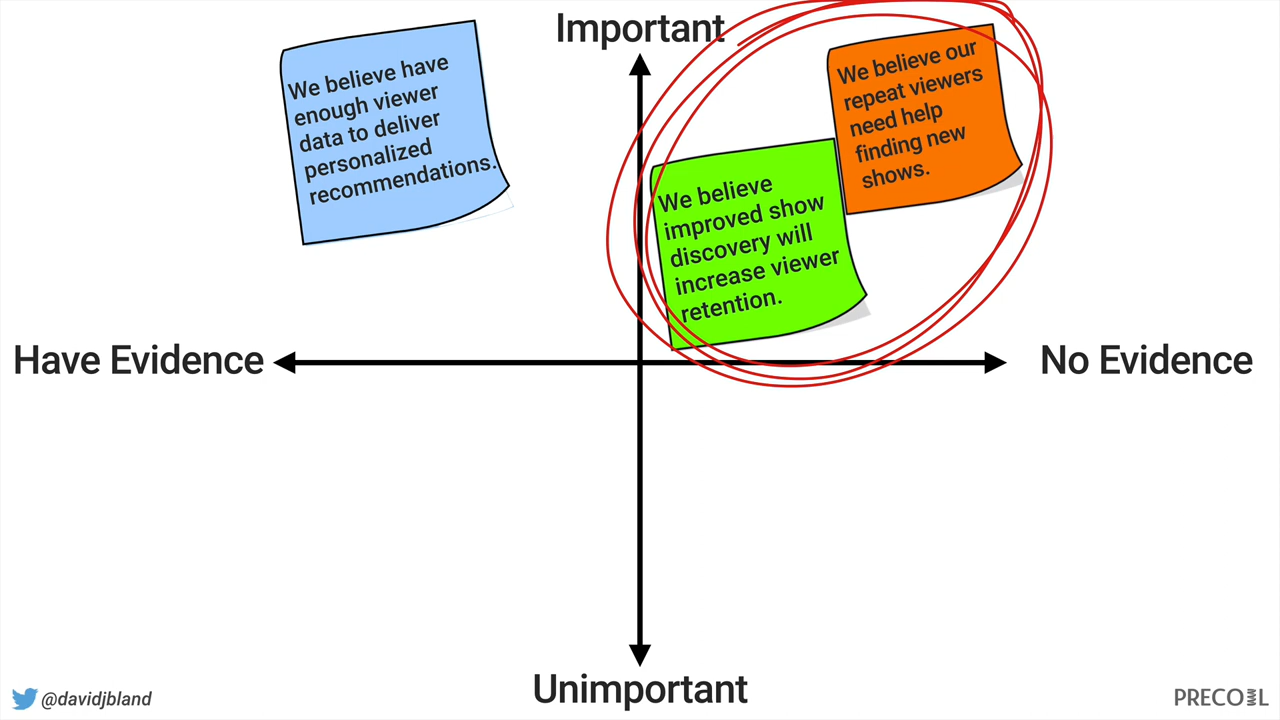 Important
We believe have
enough viewer
data to deliver
personalized
recommendations.
We believe our
repeat viewers
need help
finding new
shows.
We believe
improved show
discovery will
increase viewer
retention.
Have Evidence
No Evidence
Unimportant
@davidjbland
PRECOIL